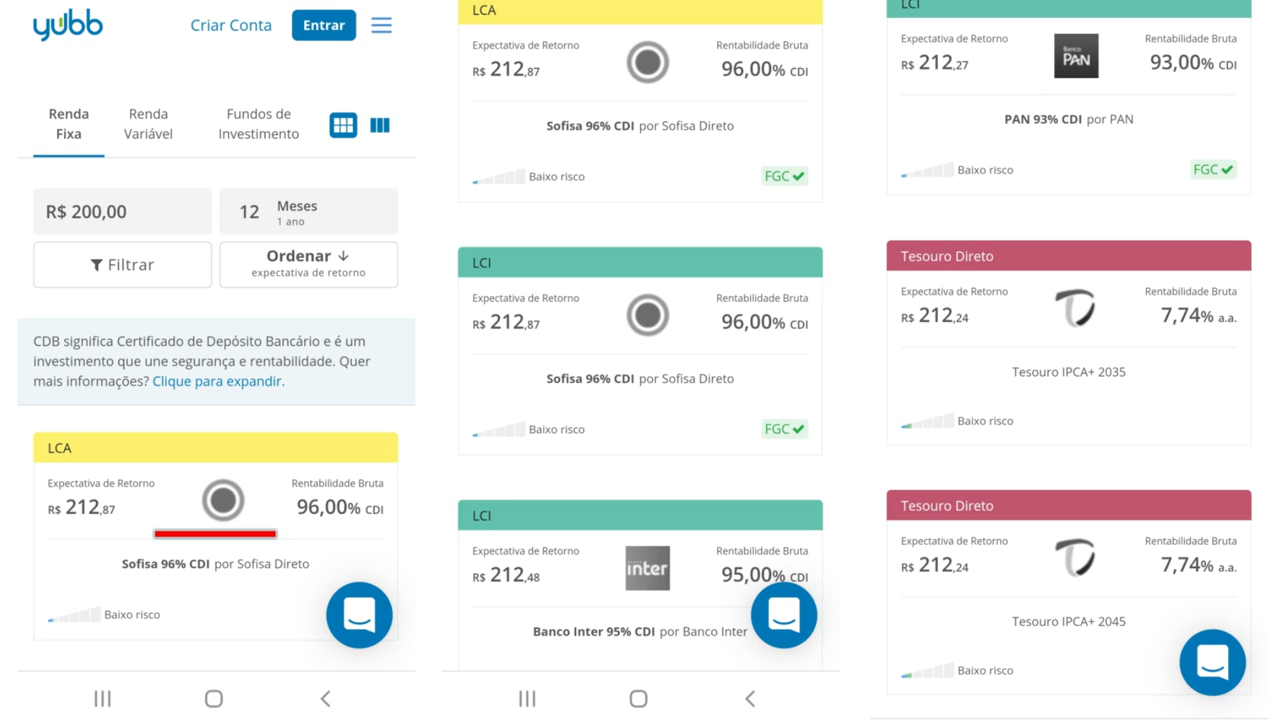 yubb
Criar Conta
Entrar
Renda
Fixa
Renda
Variável
Fundos de
Investimento
R$ 200,00
12 Meses
1 ano
Filtrar
Ordenar ↓
expectativa de retorno
CDB significa Certificado de Depósito Bancário e é um
investimento que une segurança e rentabilidade. Quer
mais informações? Clique para expandir.
LCA
Expectativa de Retorno
Rentabilidade Bruta
R$ 212,87
96,00% CDI
Sofisa 96% CDI por Sofisa Direto
Baixo risco
LCA
Expectativa de Retorno
Rentabilidade Bruta
R$ 212,87
96,00% CDI
Sofisa 96% CDI por Sofisa Direto
Baixo risco
FGC
LCI
Expectativa de Retorno
Rentabilidade Bruta
R$ 212,87
96,00% CDI
Sofisa 96% CDI por Sofisa Direto
Baixo risco
FGC
LCI
Expectativa de Retorno
Rentabilidade Bruta
R$ 212,48
inter
95,00% CDI
Banco Inter 95% CDI por Banco Inter
LCI
Expectativa de Retorno
Rentabilidade Bruta
R$ 212,27
Banco
PAN
93,00% CDI
PAN 93% CDI por PAN
Baixo risco
FGC
Tesouro Direto
Expectativa de Retorno
Rentabilidade Bruta
R$ 212,24
7,74% a.a.
Tesouro IPCA+ 2035
Baixo risco
Tesouro Direto
Expectativa de Retorno
Rentabilidade Bruta
R$ 212,24
7,74% a.a.
Tesouro IPCA+ 2045
Baixo risco